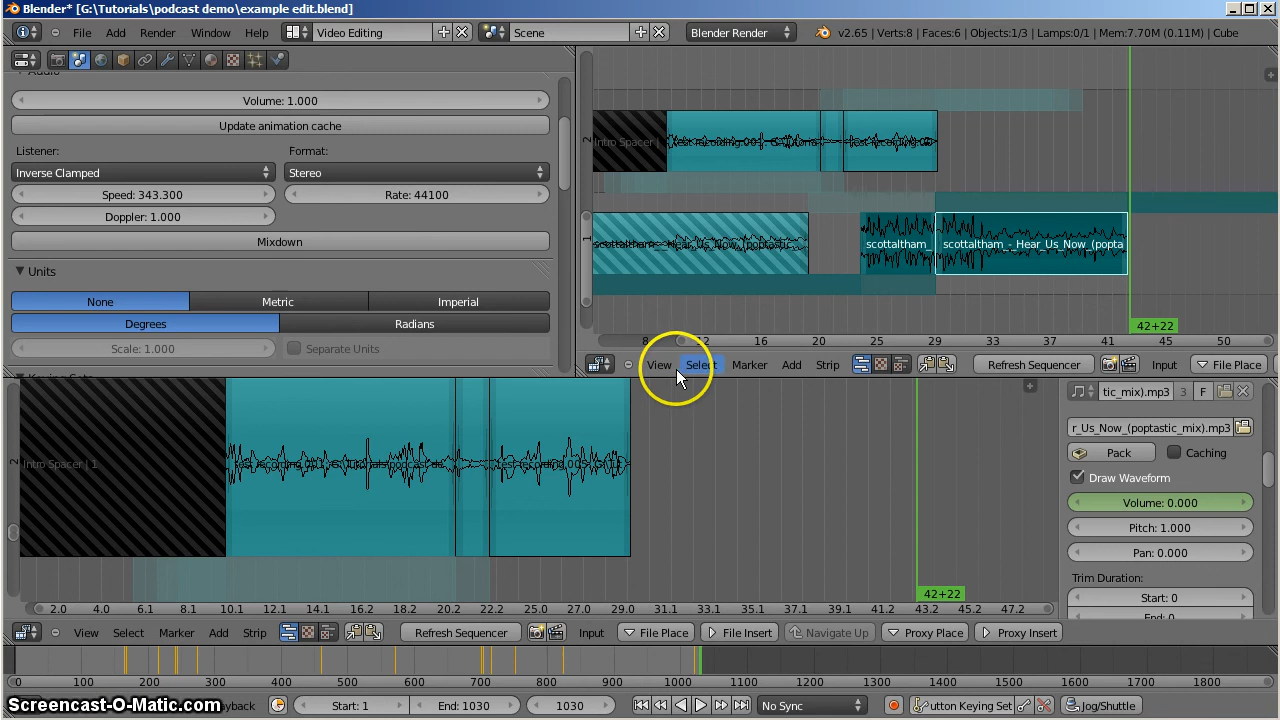 Blender* [G:\Tutorials\podcast demo\example edit.blend]
File Add Render Window Help Video Editing Scene Blender Render v2.65 | Verts:8 | Faces:6 | Objects:1/3 | Lamps:0/1 | Mem:7.70M (0.11M) | Cube
Volume: 1.000
Update animation cache
Listener: Format:
Inverse Clamped Stereo
Speed: 343.300 Rate: 44100
Doppler: 1.000
Mixdown
Units
None Metric Imperial
Degrees Radians
Scale: 1.000 Separate Units
2 Intro Spacer |
1 scottaltham_-_Hear_Us_Now_(poptastic scottaltham_ scottaltham_-_Hear_Us_Now_(popta
42+22
8 12 16 20 25 29 33 37 41 46 50
View Select Marker Add Strip Refresh Sequencer Input File Place
2 Intro Spacer | 1
42+22
2.0 4.0 6.1 8.1 10.1 12.1 14.1 16.1 18.2 20.2 22.2 25.0 27.0 29.0 31.1 33.1 35.1 37.1 39.1 41.2 43.2 45.2 47.2
tic_mix).mp3 3 F
r_Us_Now_(poptastic_mix).mp3
Pack Caching
Draw Waveform
Volume: 0.000
Pitch: 1.000
Pan: 0.000
Trim Duration:
Start: 0
End: 0
View Select Marker Add Strip Refresh Sequencer Input File Place File Insert Navigate Up Proxy Place Proxy Insert
0 100 200 300 400 500 600 700 800 900 1000 1100 1200 1300 1400 1500 1600 1700 1800
Screencast-O-Matic.com playback Start: 1 End: 1030 1030 No Sync utton Keying Set Jog/Shuttle